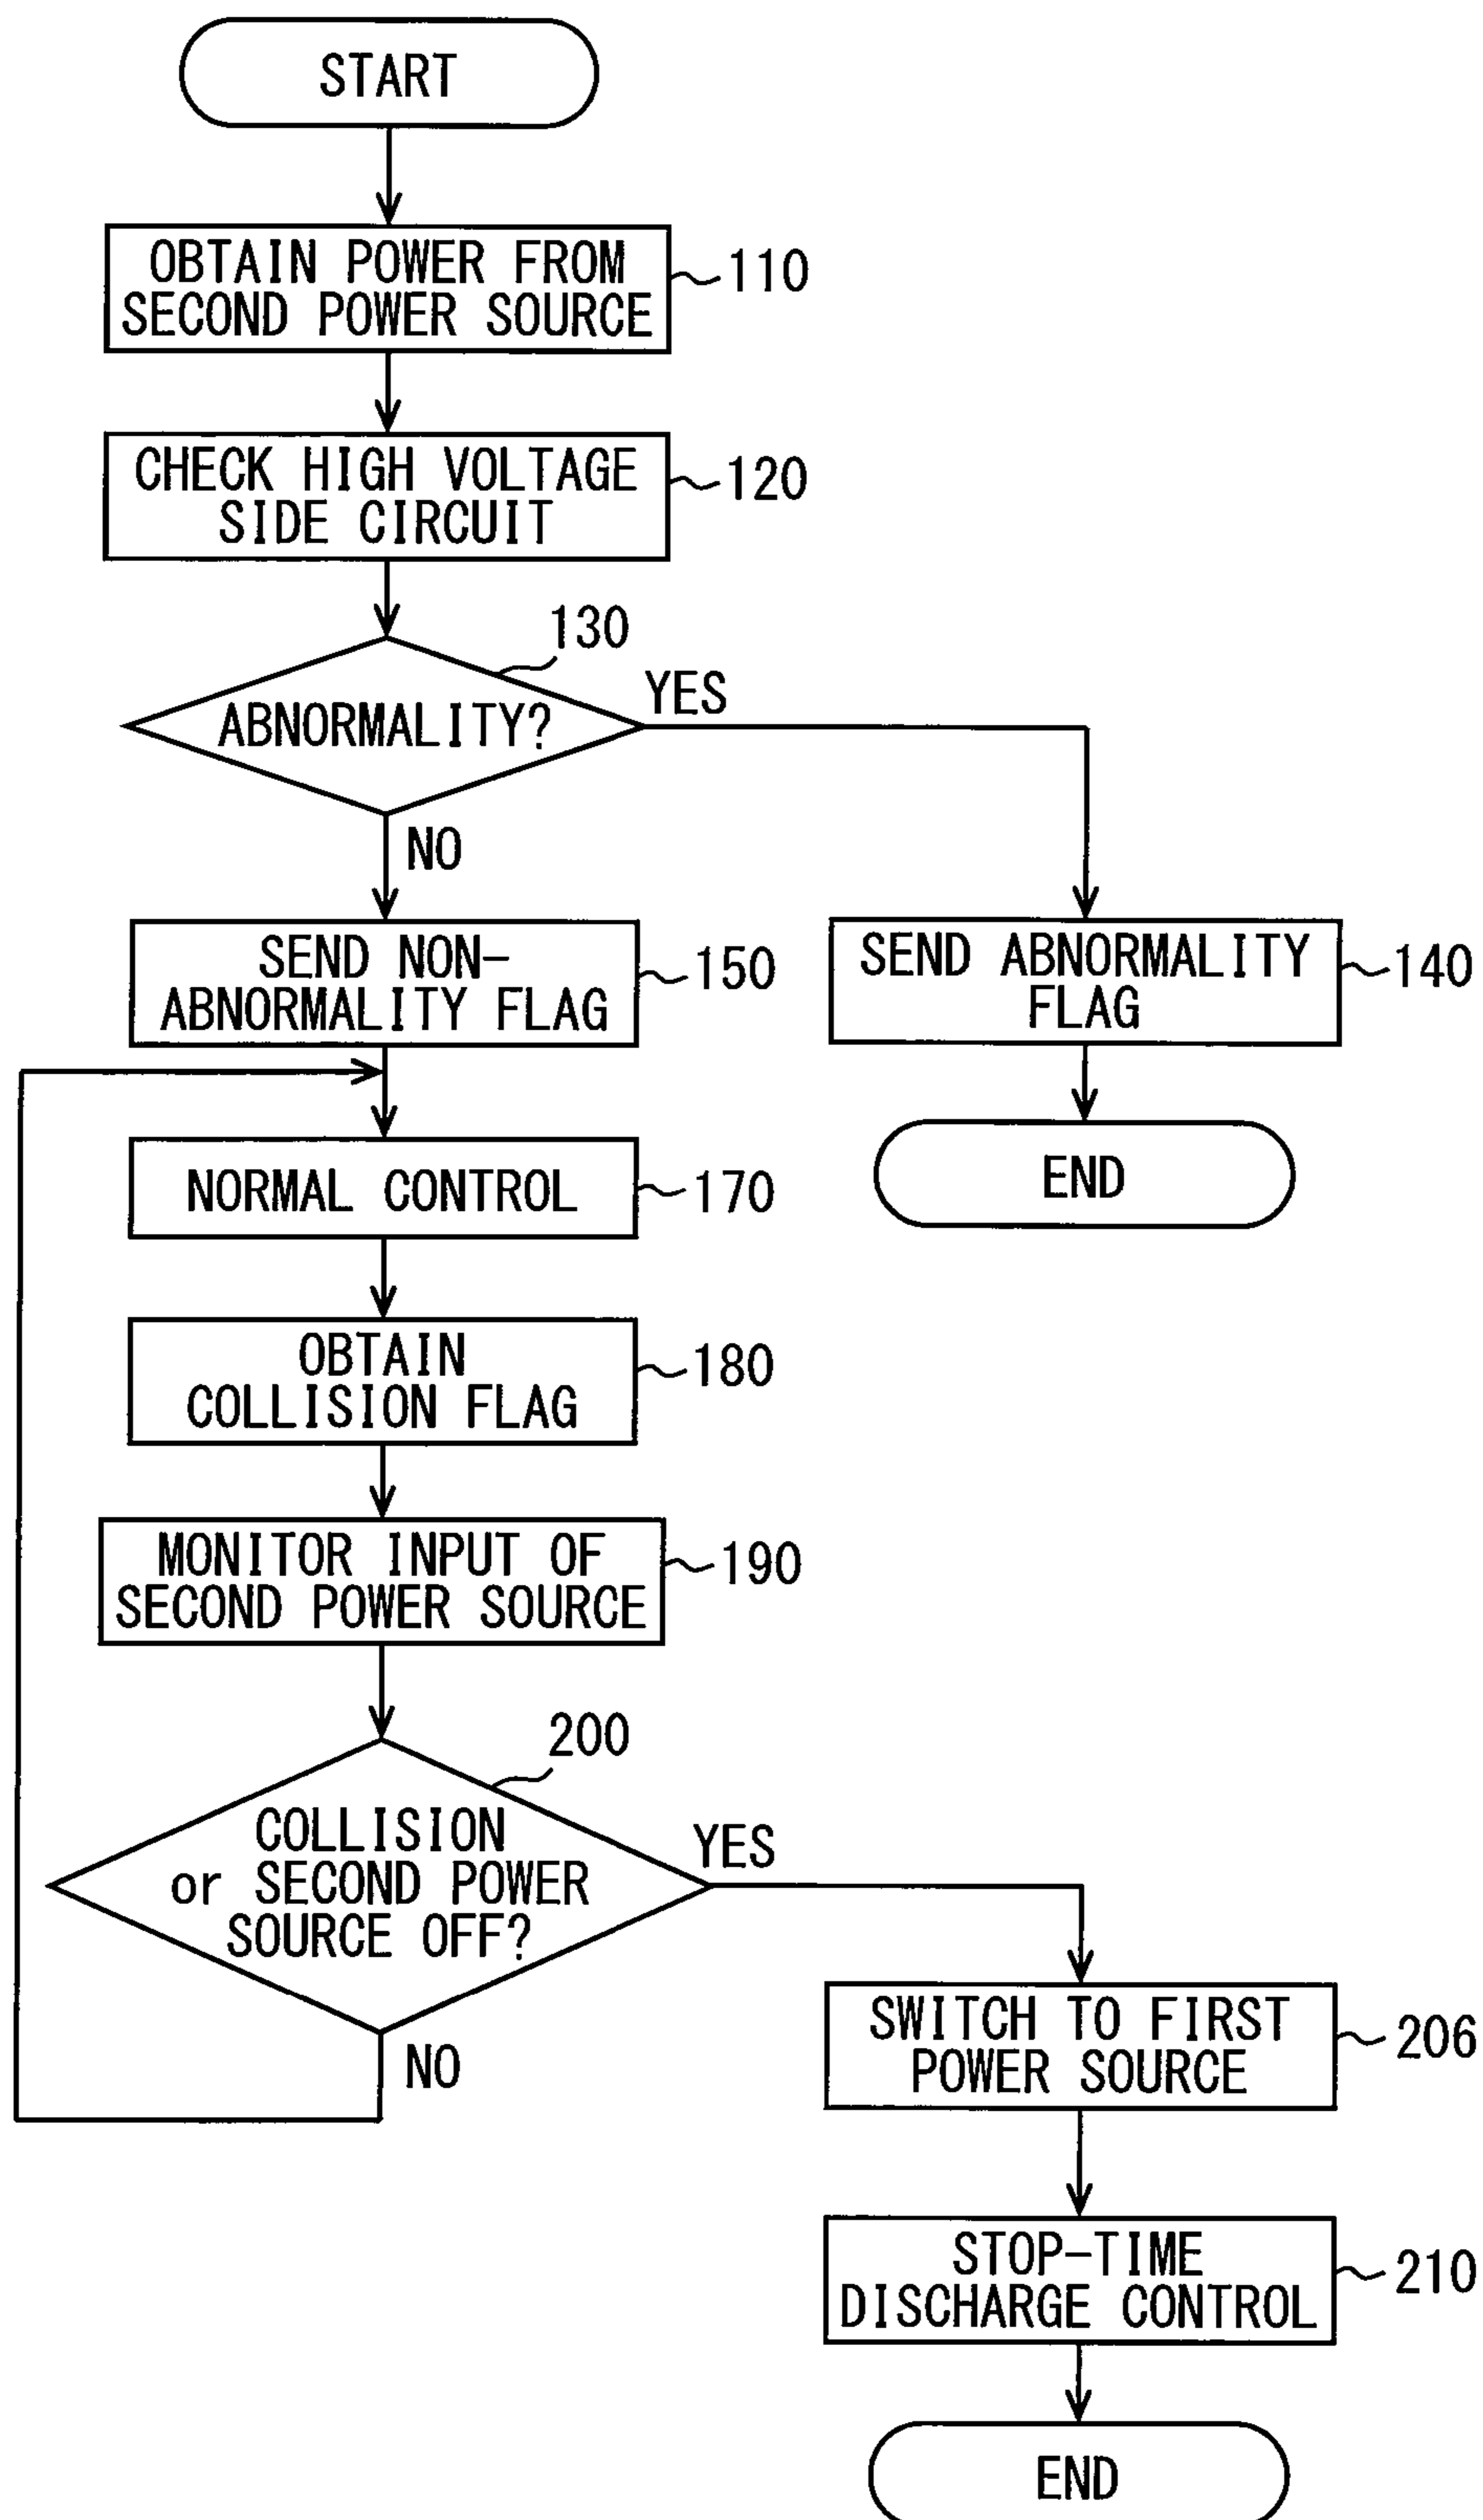 START
OBTAIN POWER FROM
SECOND POWER SOURCE
110
CHECK HIGH VOLTAGE
SIDE CIRCUIT
120
130
ABNORMALITY?
YES
NO
SEND NON-
ABNORMALITY FLAG
150
SEND ABNORMALITY
FLAG
140
END
NORMAL CONTROL
170
OBTAIN
COLLISION FLAG
180
MONITOR INPUT OF
SECOND POWER SOURCE
190
200
COLLISION
or SECOND POWER
SOURCE OFF?
YES
NO
SWITCH TO FIRST
POWER SOURCE
206
STOP-TIME
DISCHARGE CONTROL
210
END